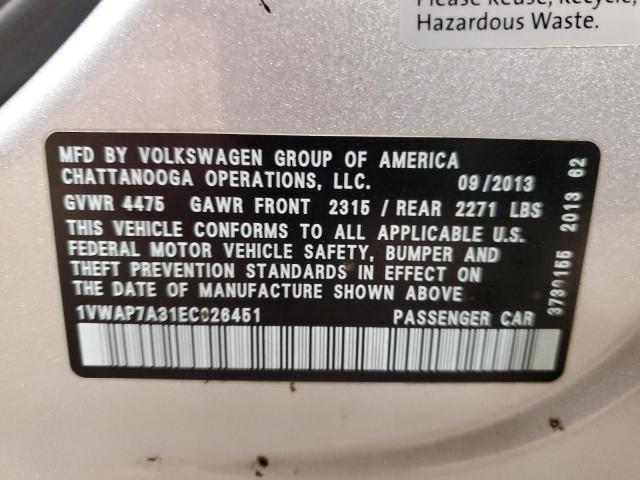 Please Reuse, Recycle,
Hazardous Waste.
MFD BY VOLKSWAGEN GROUP OF AMERICA
CHATTANOOGA OPERATIONS, LLC. 09/2013
GVWR 4475 GAWR FRONT 2315 / REAR 2271 LBS
THIS VEHICLE CONFORMS TO ALL APPLICABLE U.S.
FEDERAL MOTOR VEHICLE SAFETY, BUMPER AND
THEFT PREVENTION STANDARDS IN EFFECT ON
THE DATE OF MANUFACTURE SHOWN ABOVE
1VWAP7A31EC026451 PASSENGER CAR
3730155 2013 62